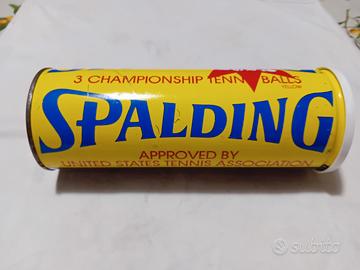 3 CHAMPIONSHIP TENNIS BALLS
YELLOW
SPALDING
APPROVED BY
UNITED STATES TENNIS ASSOCIATION
subito